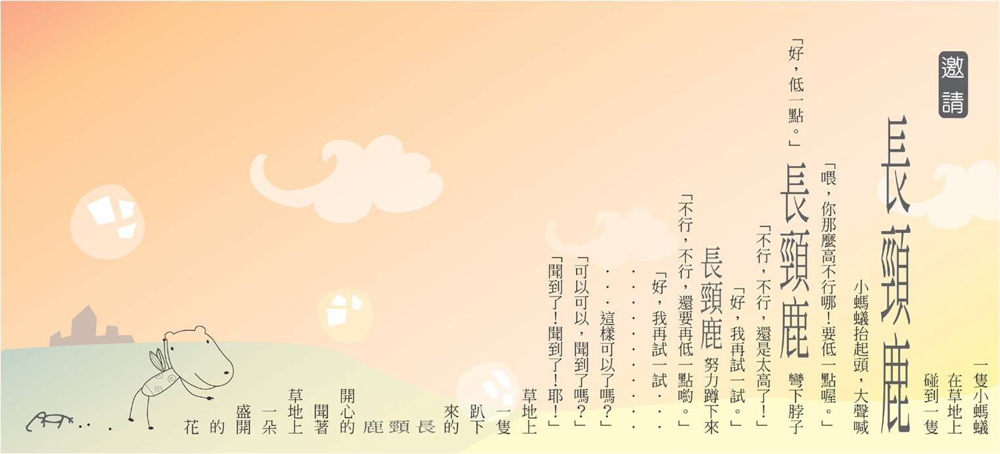 邀請
一隻小螞蟻
在草地上
碰到一隻
長頸鹿
小螞蟻抬起頭，大聲喊
「喂，你那麼高不行哪！要低一點喔。」
「好，低一點。」長頸鹿彎下脖子
「不行，不行，還是太高了！」
「好，我再試一試。」
長頸鹿努力蹲下來
「不行，不行，還要再低一點喲。」
「好，我再試一試．．
．．．．．．．．．．．
．．．這樣可以了嗎？」
「可以可以，聞到了嗎？」
「聞到了！聞到了！耶！」
草地上
一隻
趴下
來的
長頸鹿
開心的
聞著
草地上
一朵
盛開
的
花